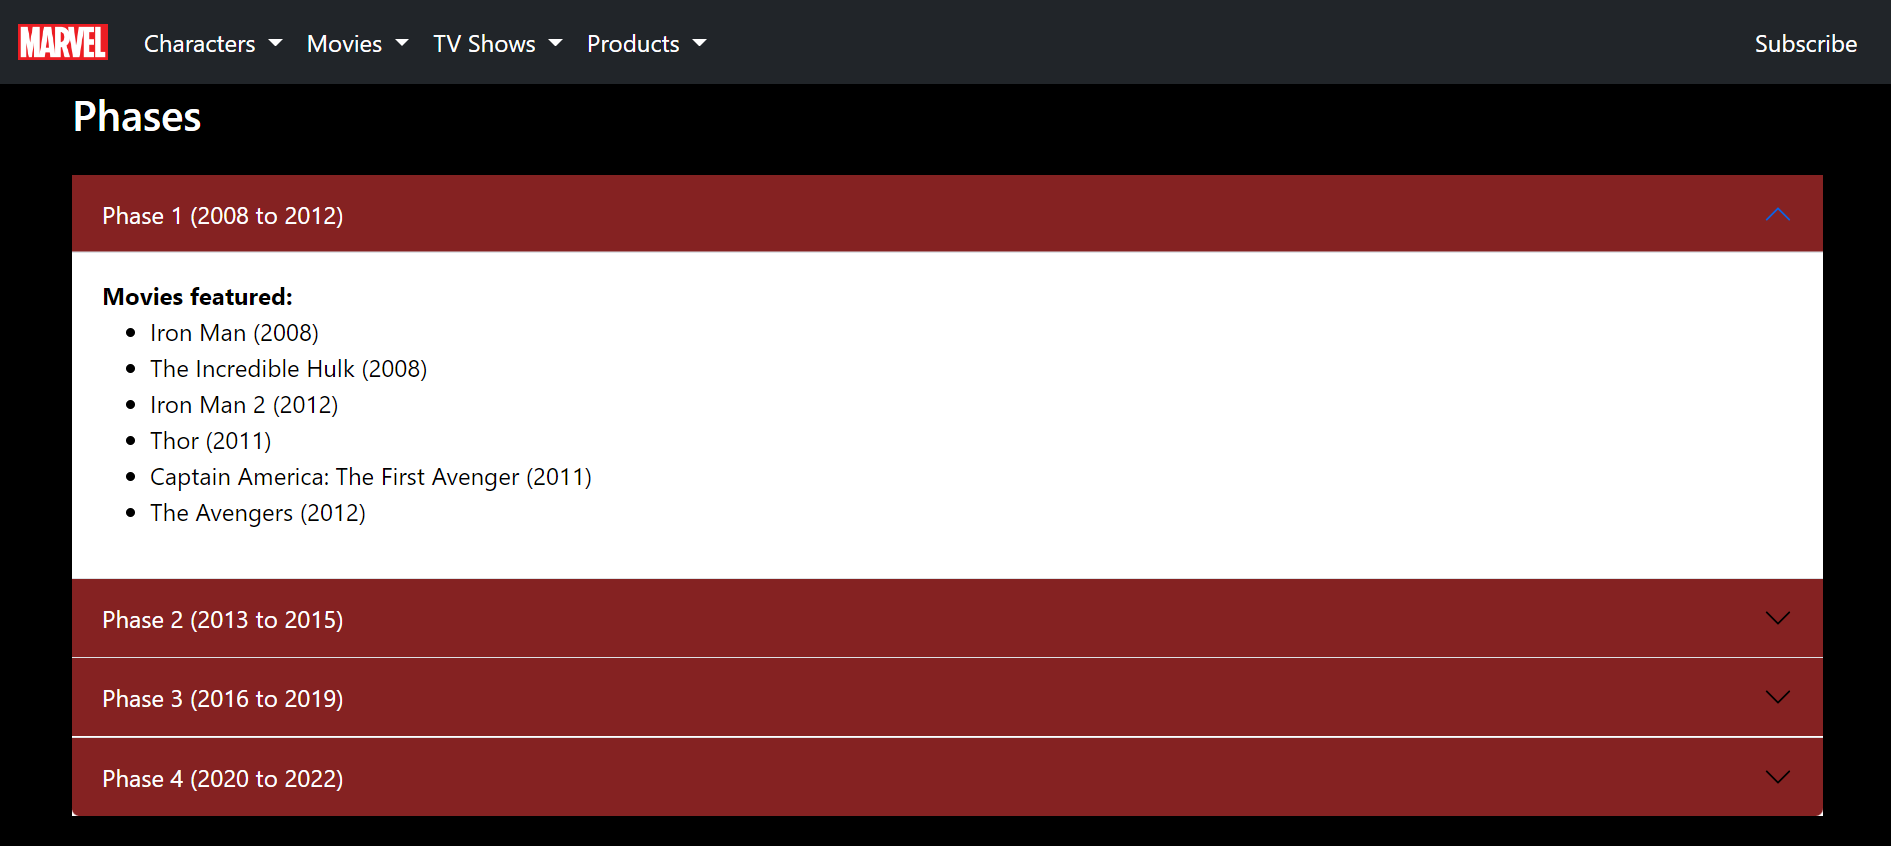 MARVEL Characters Movies TV Shows Products Subscribe
Phases
Phase 1 (2008 to 2012)
Movies featured:
Iron Man (2008)
The Incredible Hulk (2008)
Iron Man 2 (2012)
Thor (2011)
Captain America: The First Avenger (2011)
The Avengers (2012)
Phase 2 (2013 to 2015)
Phase 3 (2016 to 2019)
Phase 4 (2020 to 2022)